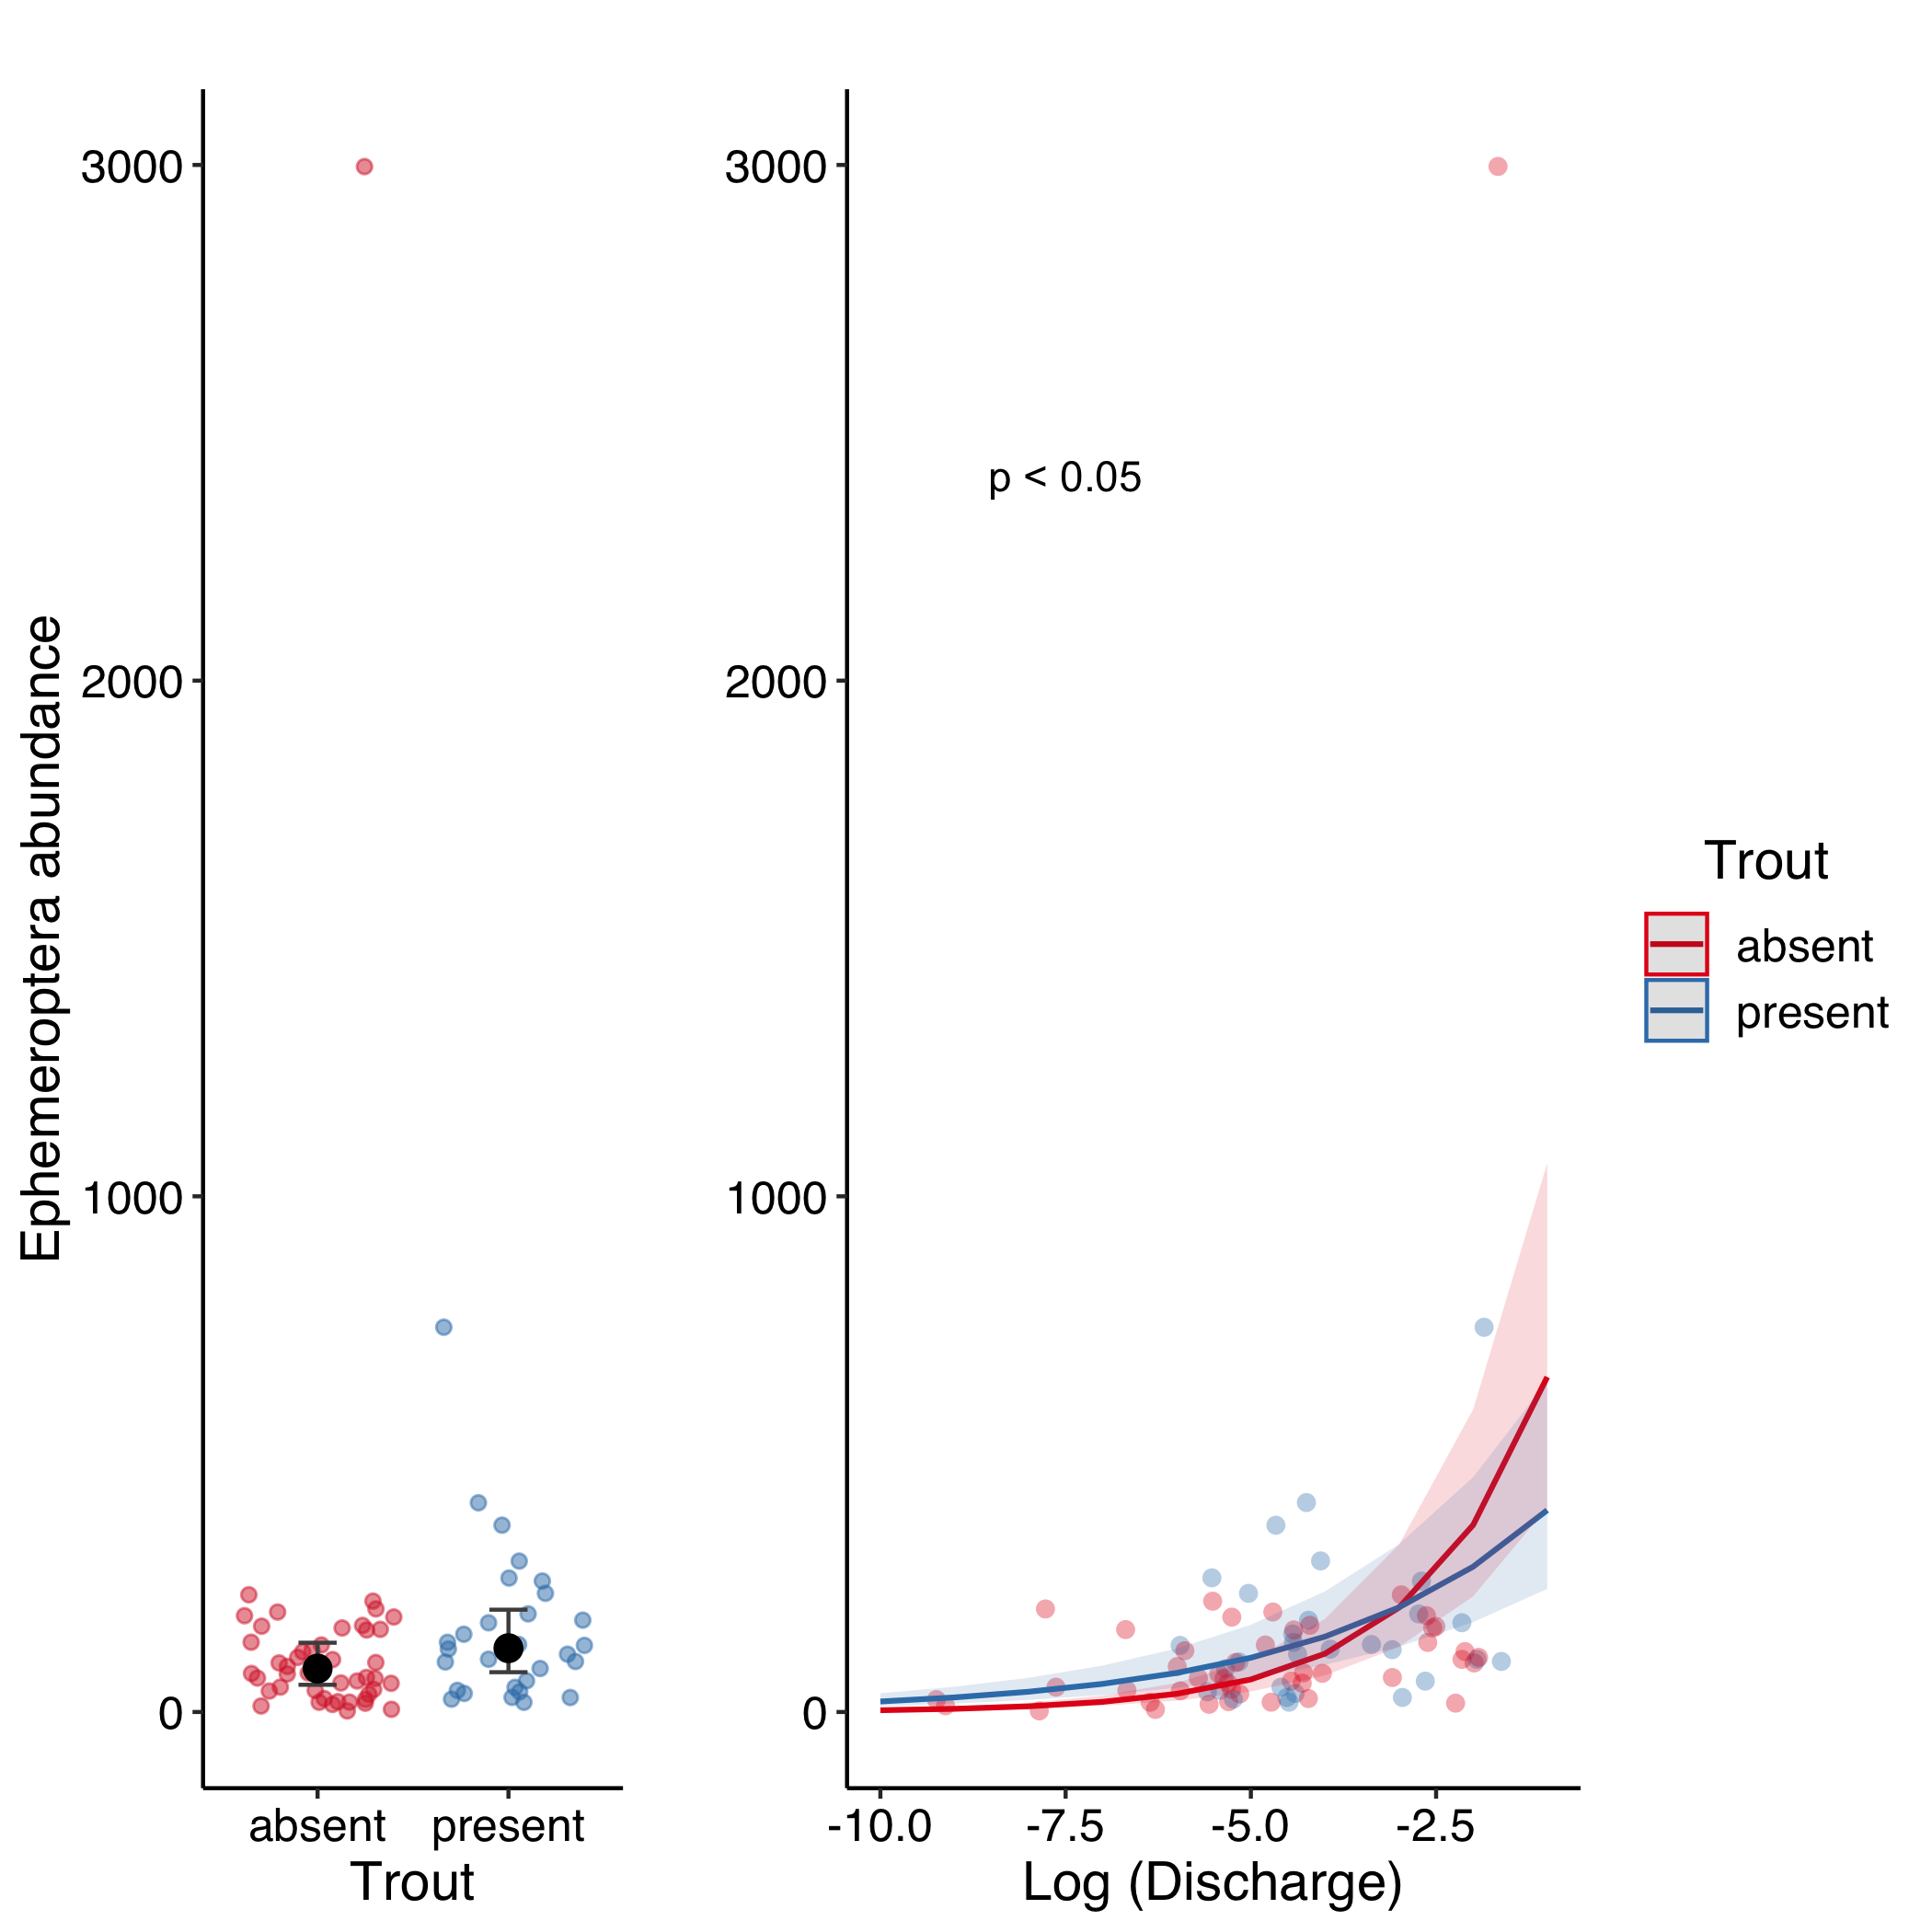 Ephemeroptera abundance
3000
2000
1000
0
absent present
Trout
3000
2000
1000
0
p < 0.05
-10.0 -7.5 -5.0 -2.5
Log (Discharge)
Trout
absent
present